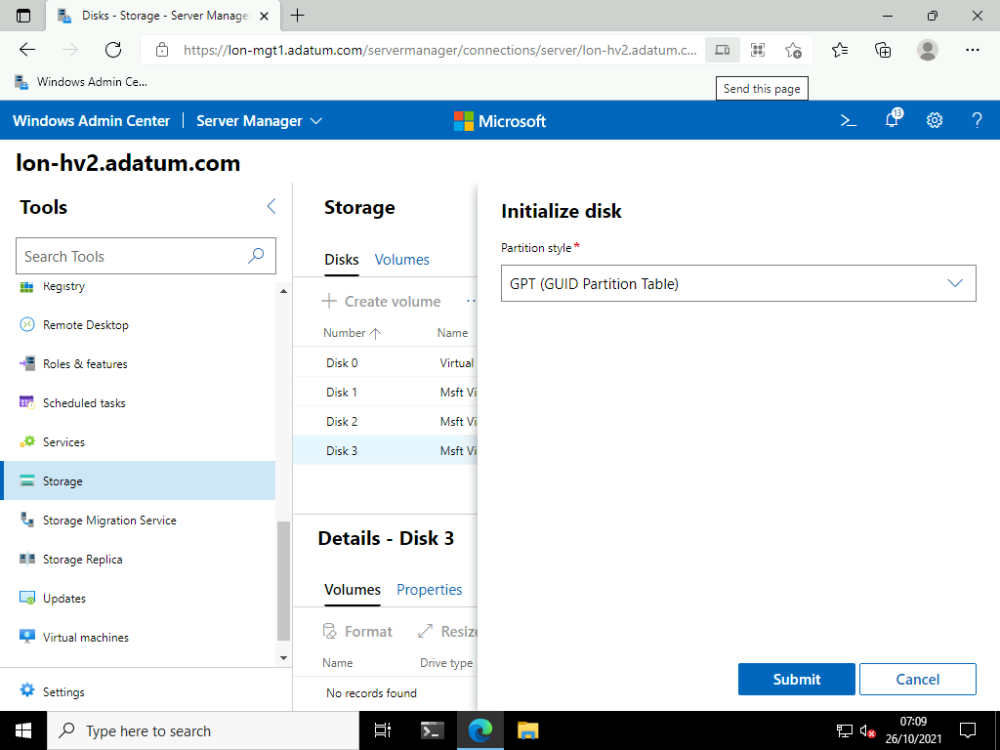 Disks - Storage - Server Manage
https://lon-mgt1.adatum.com/servermanager/connections/server/lon-hv2.adatum.c...
Windows Admin Ce...
Send this page
Windows Admin Center
Server Manager
Microsoft
13
lon-hv2.adatum.com
Tools
Search Tools
Registry
Remote Desktop
Roles & features
Scheduled tasks
Services
Storage
Storage Migration Service
Storage Replica
Updates
Virtual machines
Settings
Storage
Disks Volumes
Create volume
Number Name
Disk 0 Virtual
Disk 1 Msft Vi
Disk 2 Msft Vi
Disk 3 Msft Vi
Details - Disk 3
Volumes Properties
Format Resize
Name Drive type
No records found
Initialize disk
Partition style*
GPT (GUID Partition Table)
Submit Cancel
Type here to search
07:09
26/10/2021